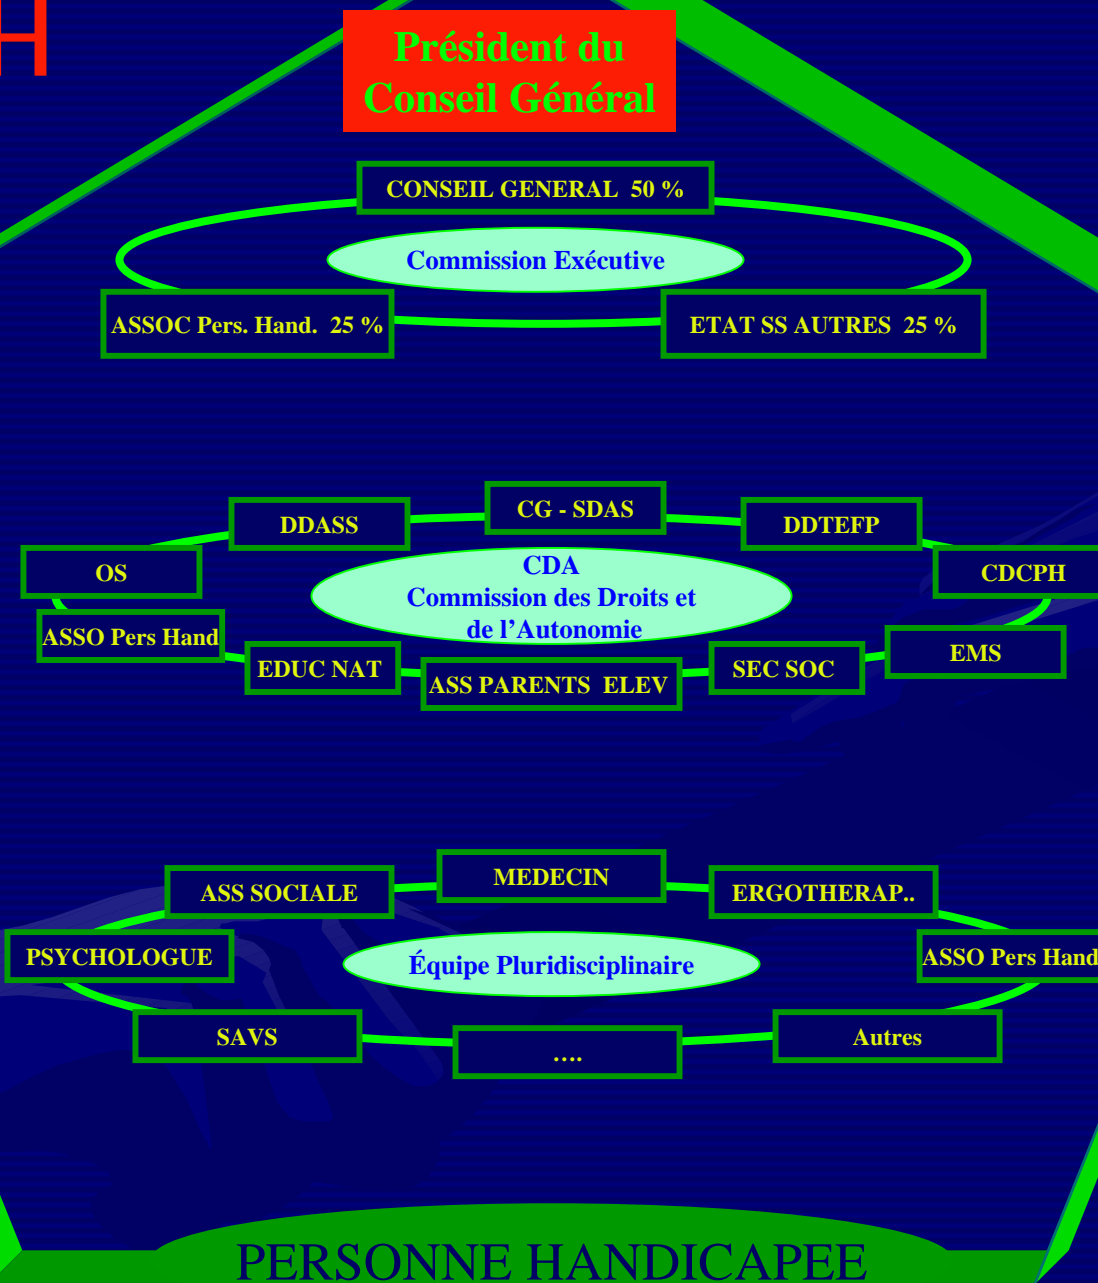 H
Président du
Conseil Général
CONSEIL GENERAL 50 %
Commission Exécutive
ASSOC Pers. Hand. 25 %
ETAT SS AUTRES 25 %
CG - SDAS
DDASS
DDTEFP
OS
CDCPH
CDA
Commission des Droits et
de l’Autonomie
ASSO Pers Hand
EMS
EDUC NAT
SEC SOC
ASS PARENTS ELEV
MEDECIN
ASS SOCIALE
ERGOTHERAP..
PSYCHOLOGUE
Équipe Pluridisciplinaire
ASSO Pers Hand
SAVS
….
Autres
PERSONNE HANDICAPEE